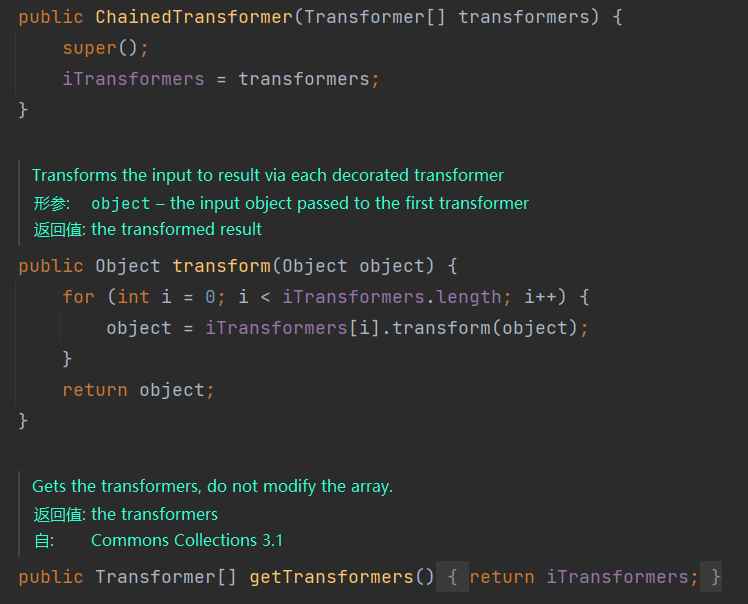 public ChainedTransformer(Transformer[] transformers) {
super();
iTransformers = transformers;
}
Transforms the input to result via each decorated transformer
形参: object – the input object passed to the first transformer
返回值: the transformed result
public Object transform(Object object) {
for (int i = 0; i < iTransformers.length; i++) {
object = iTransformers[i].transform(object);
}
return object;
}
Gets the transformers, do not modify the array.
返回值: the transformers
自: Commons Collections 3.1
public Transformer[] getTransformers() { return iTransformers; }